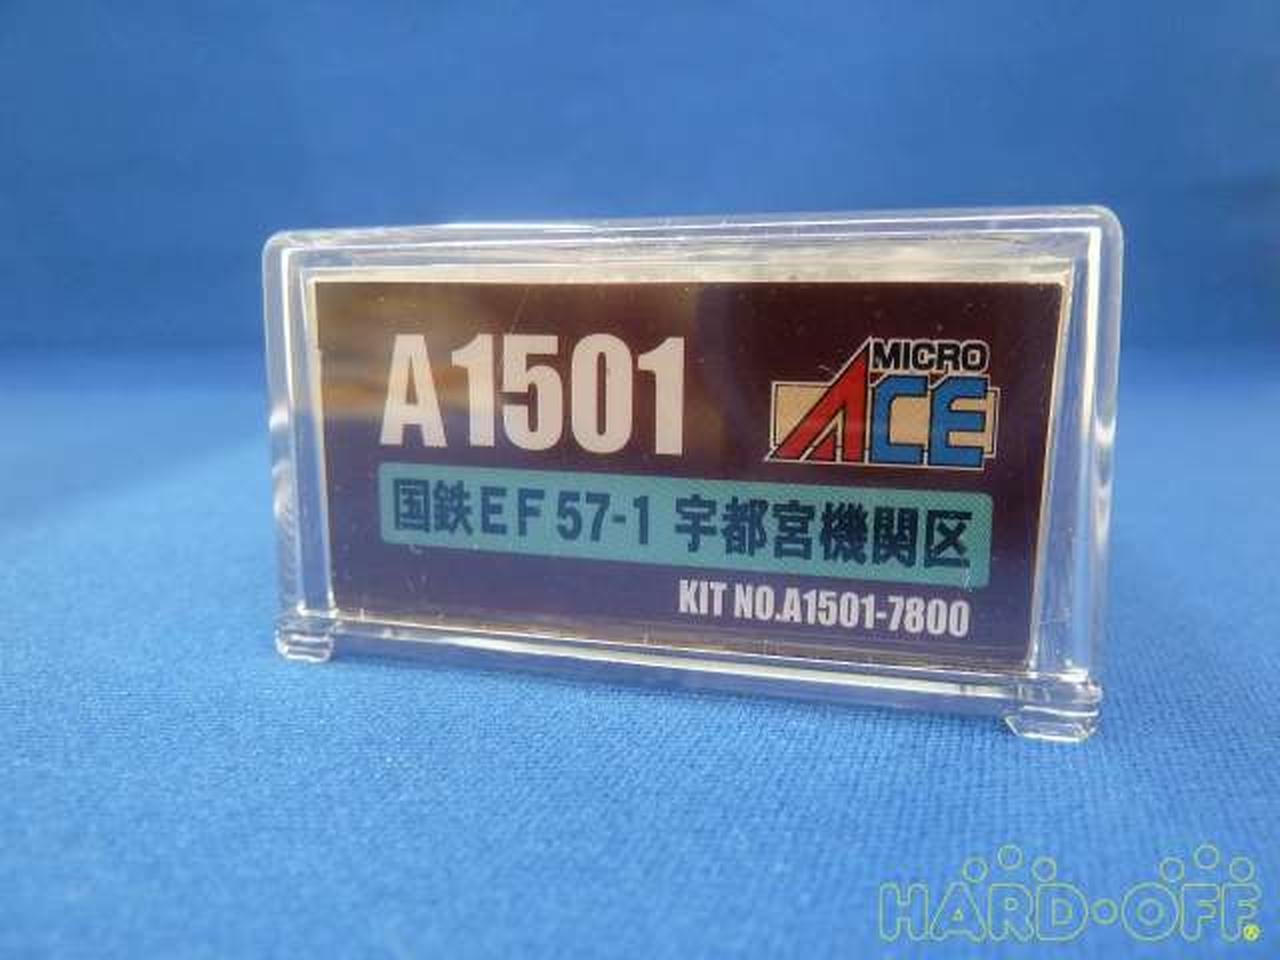 A1501
MICRO
ACE
国鉄EF57-1 宇都宮機関区
KIT NO.A1501-7800
HARD・OFF®